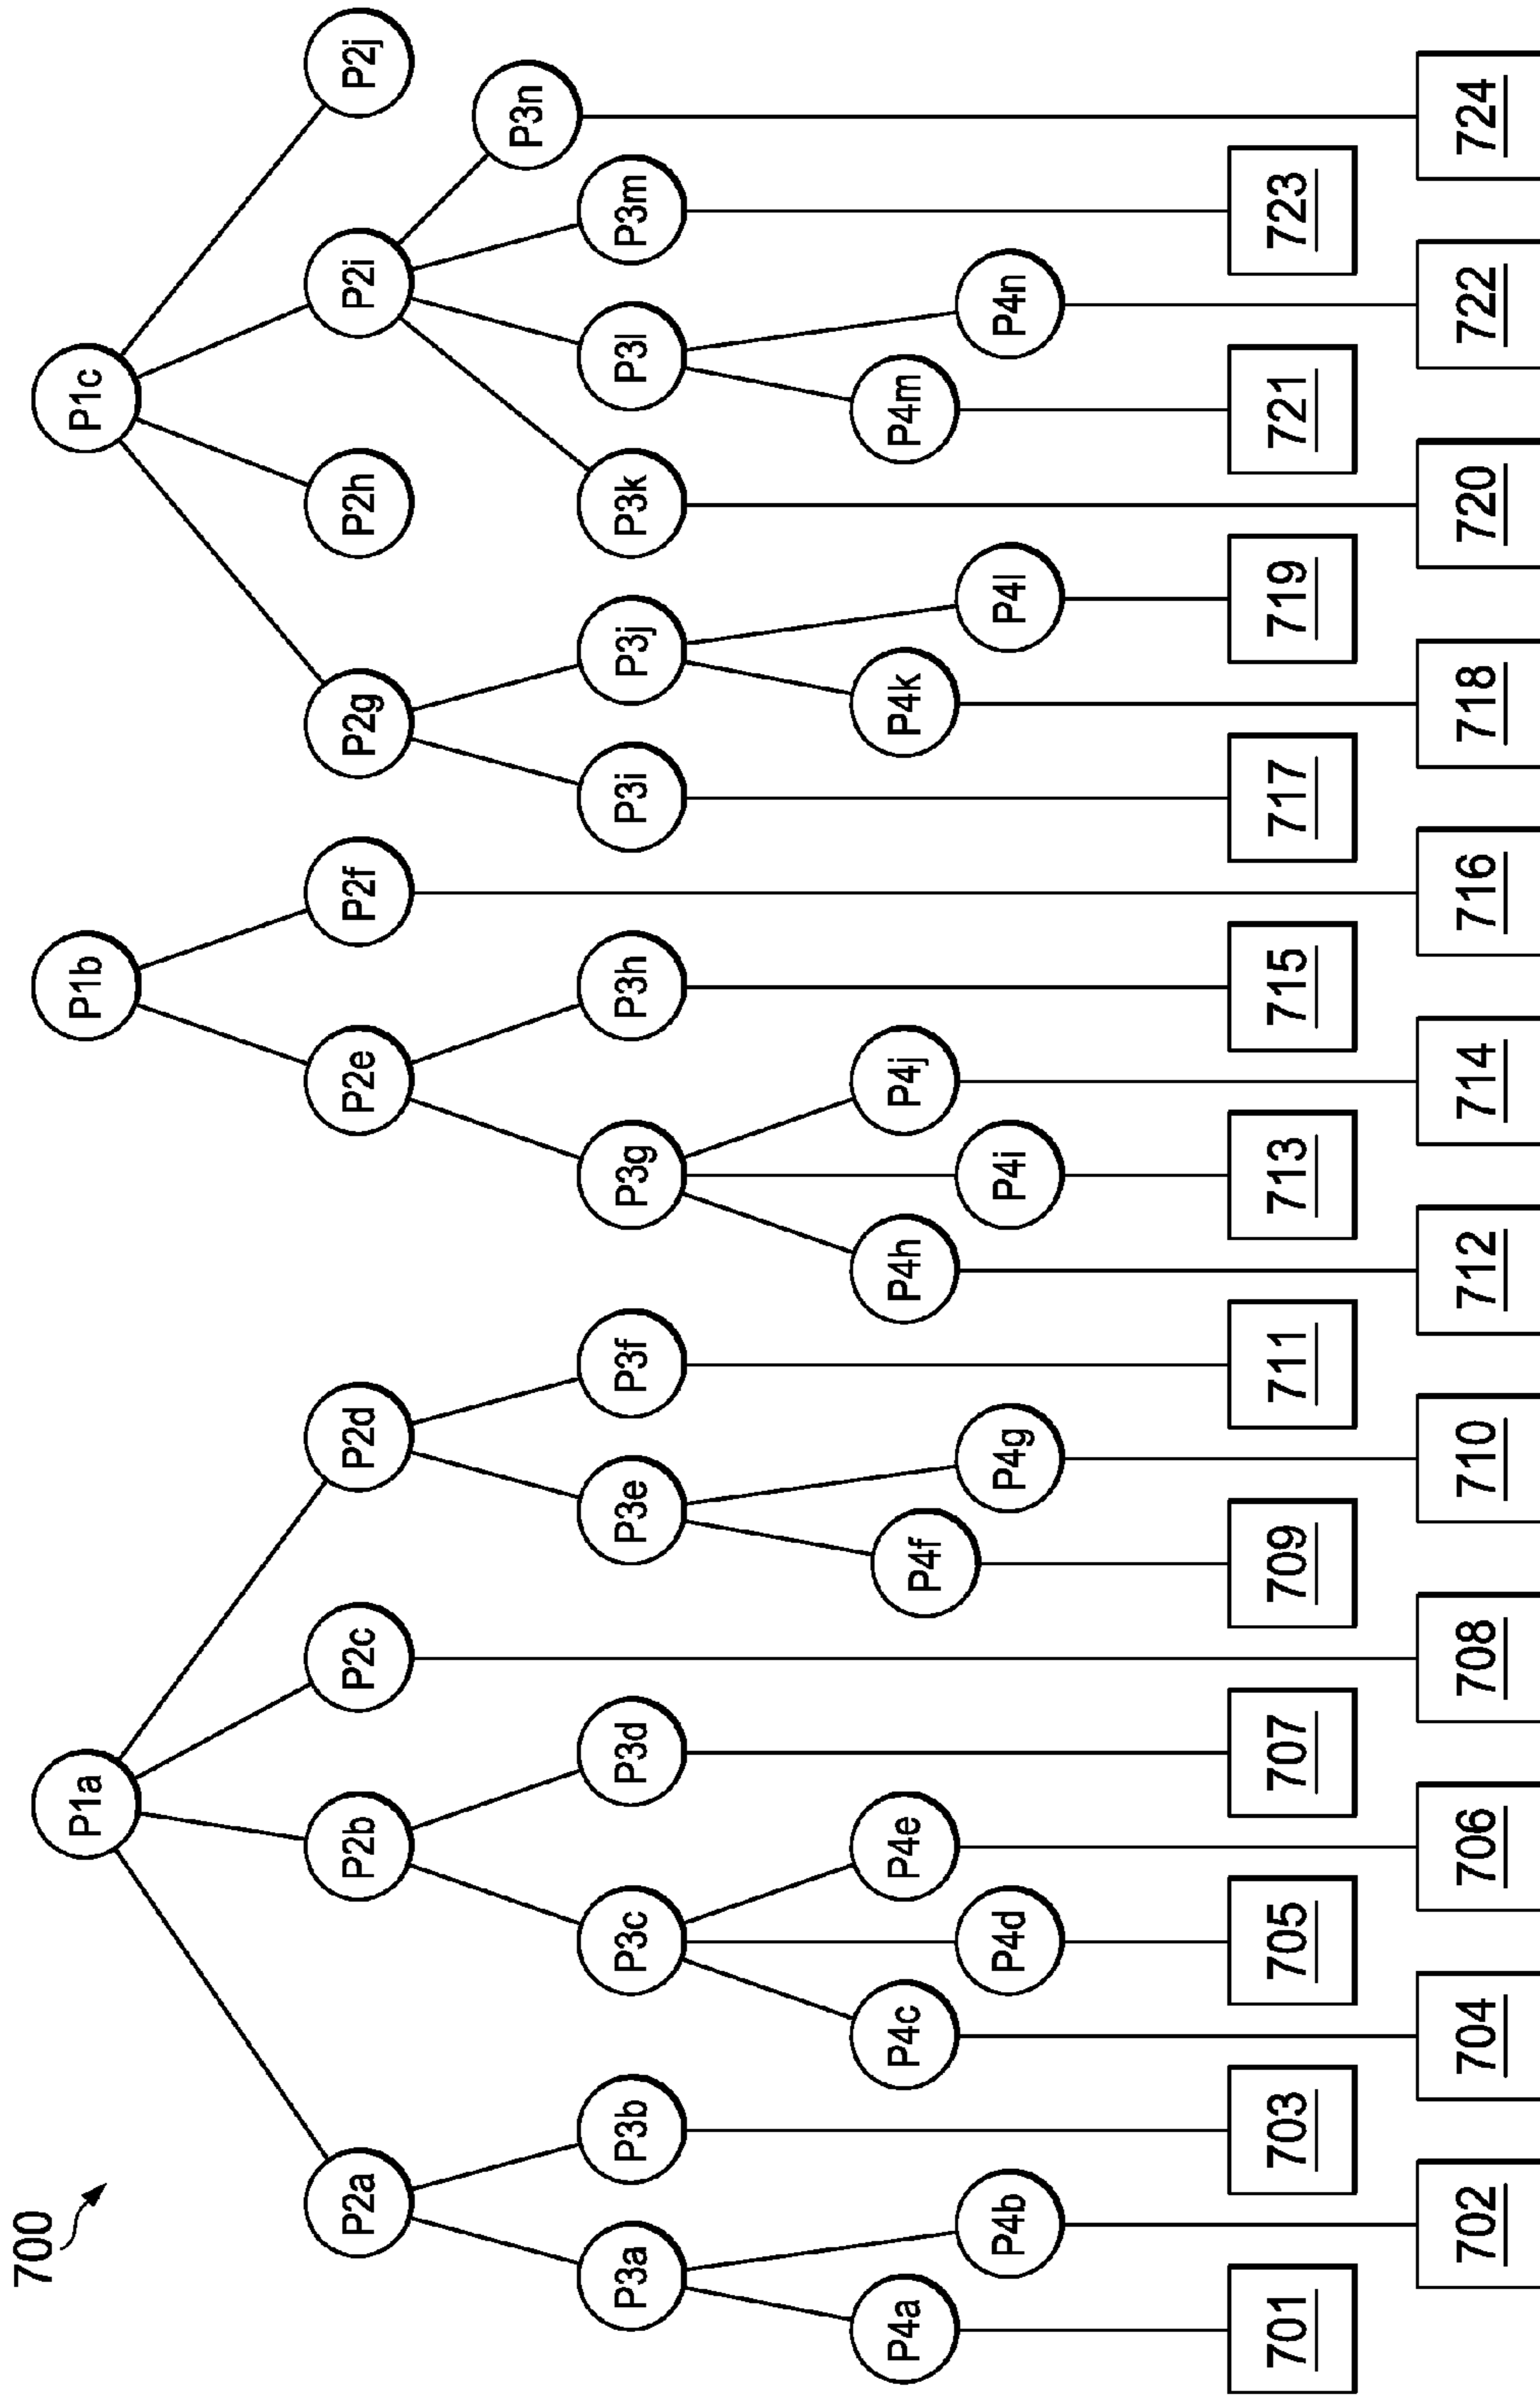 700
P1a
P1b
P1c
P2a
P2b
P2c
P2d
P2e
P2f
P2g
P2h
P2i
P2j
P3a
P3b
P3c
P3d
P3e
P3f
P3g
P3h
P3i
P3j
P3k
P3l
P3m
P3n
P4a
P4b
P4c
P4d
P4e
P4f
P4g
P4h
P4i
P4j
P4k
P4l
P4m
P4n
701
702
703
704
705
706
707
708
709
710
711
712
713
714
715
716
717
718
719
720
721
722
723
724